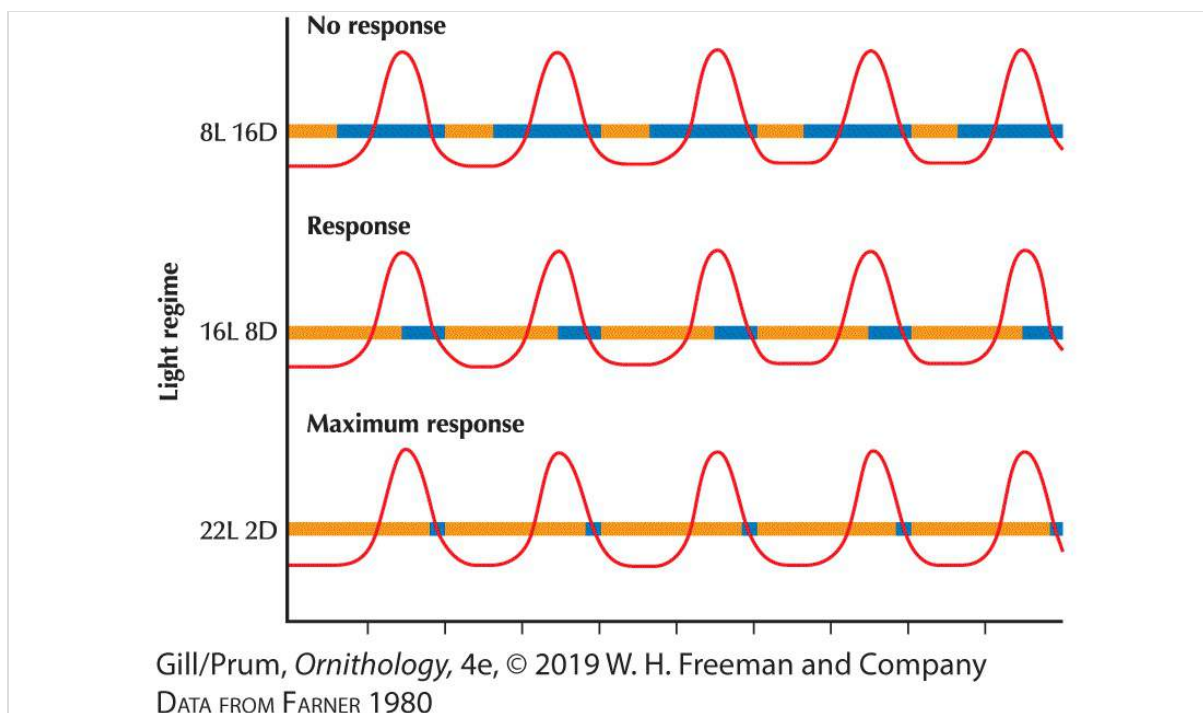 No response
8L 16D
Response
Light regime
16L 8D
Maximum response
22L 2D
Gill/Prum, Ornithology, 4e, © 2019 W. H. Freeman and Company
DATA FROM FARNER 1980